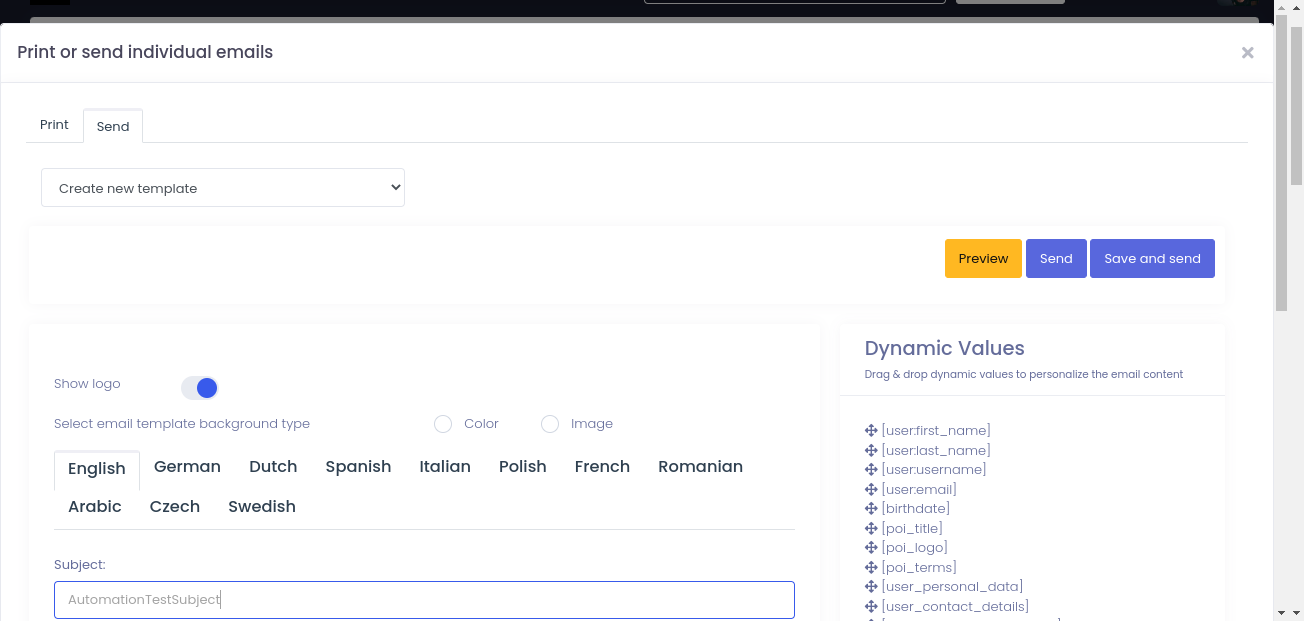 Print or send individual emails
Print
Send
Create new template
Preview
Send
Save and send
Show logo
Select email template background type
Color
Image
English
German
Dutch
Spanish
Italian
Polish
French
Romanian
Arabic
Czech
Swedish
Subject:
AutomationTestSubject
Dynamic Values
Drag & drop dynamic values to personalize the email content
[user:first_name]
[user:last_name]
[user:username]
[user:email]
[birthdate]
[poi_title]
[poi_logo]
[poi_terms]
[user_personal_data]
[user_contact_details]